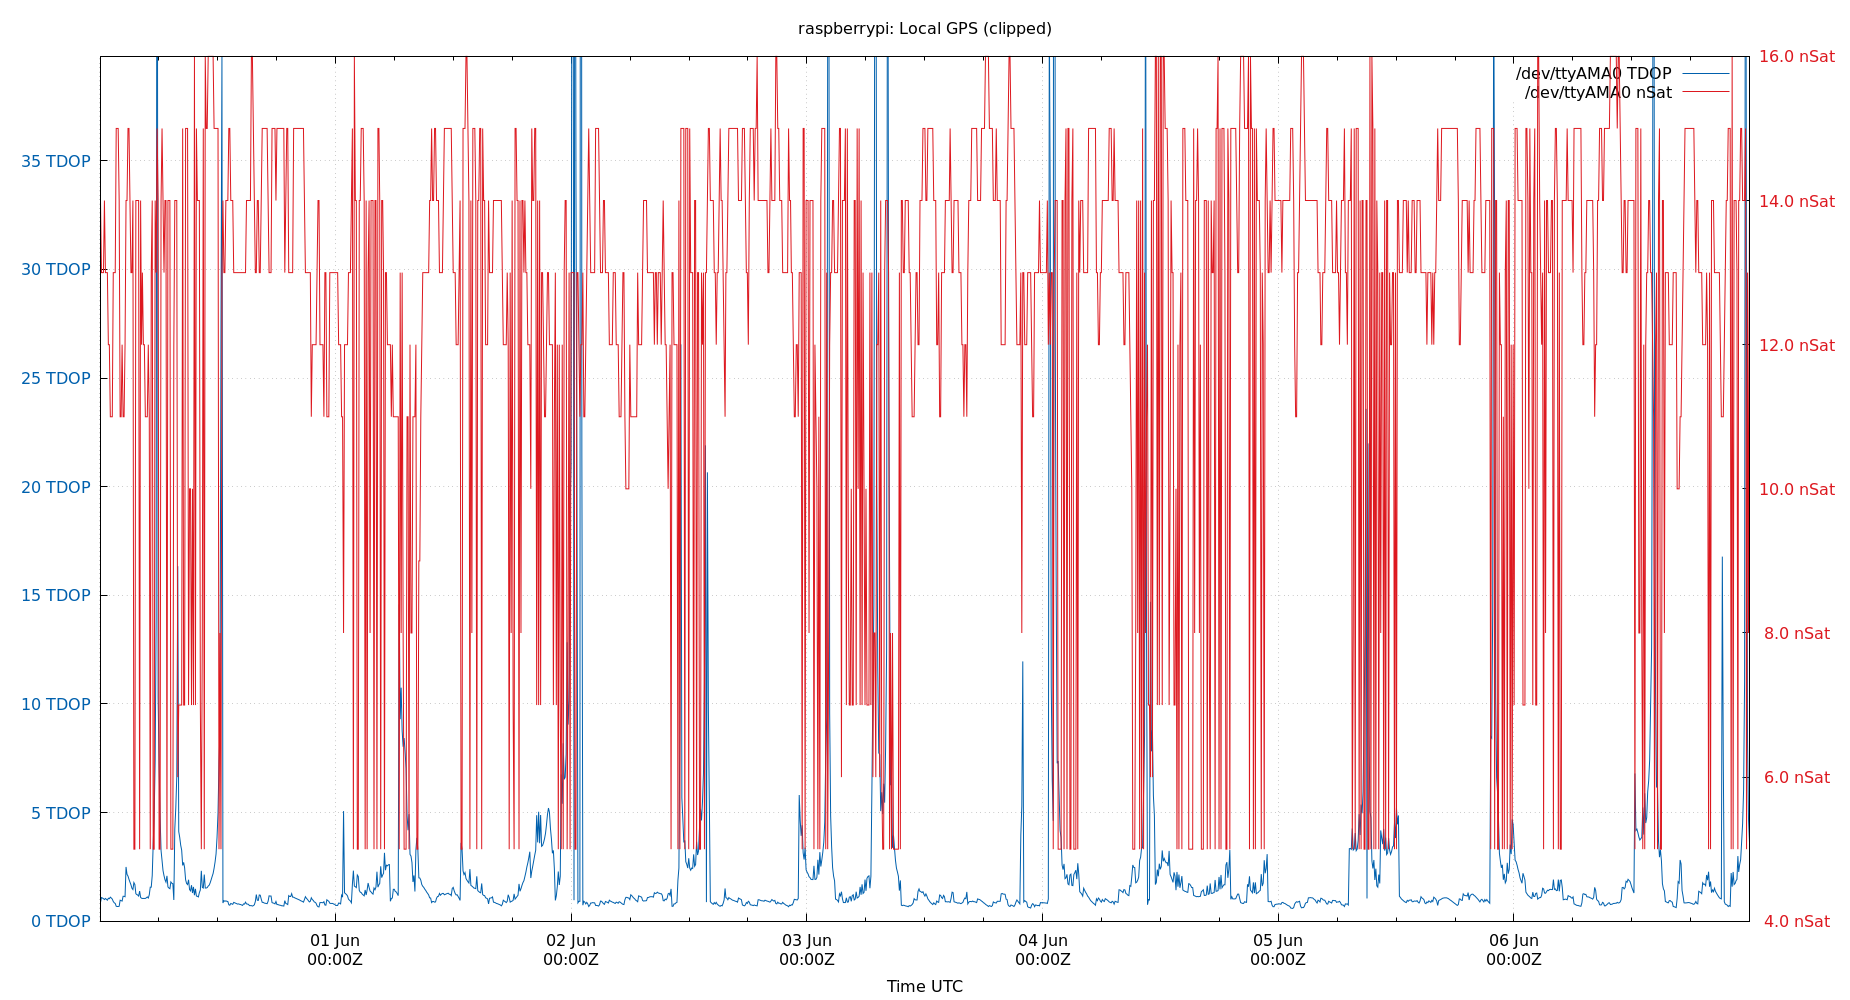 raspberrypi: Local GPS (clipped)
16.0 nSat
/dev/ttyAMA0 TDOP
/dev/ttyAMA0 nSat
35 TDOP
14.0 nSat
30 TDOP
12.0 nSat
25 TDOP
20 TDOP
10.0 nSat
15 TDOP
8.0 nSat
10 TDOP
6.0 nSat
5 TDOP
0 TDOP
4.0 nSat
01 Jun 02 Jun 03 Jun 04 Jun 05 Jun 06 Jun
00:00Z 00:00Z 00:00Z 00:00Z 00:00Z 00:00Z
Time UTC